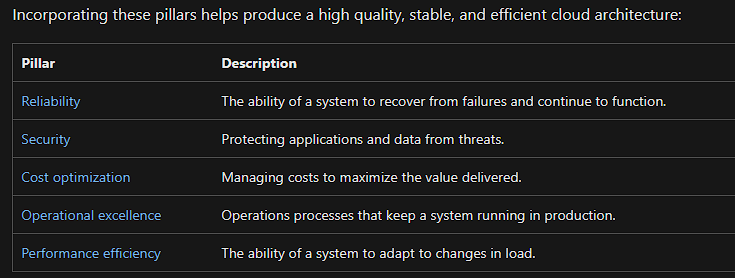 Incorporating these pillars helps produce a high quality, stable, and efficient cloud architecture:
Pillar Description
Reliability The ability of a system to recover from failures and continue to function.
Security Protecting applications and data from threats.
Cost optimization Managing costs to maximize the value delivered.
Operational excellence Operations processes that keep a system running in production.
Performance efficiency The ability of a system to adapt to changes in load.